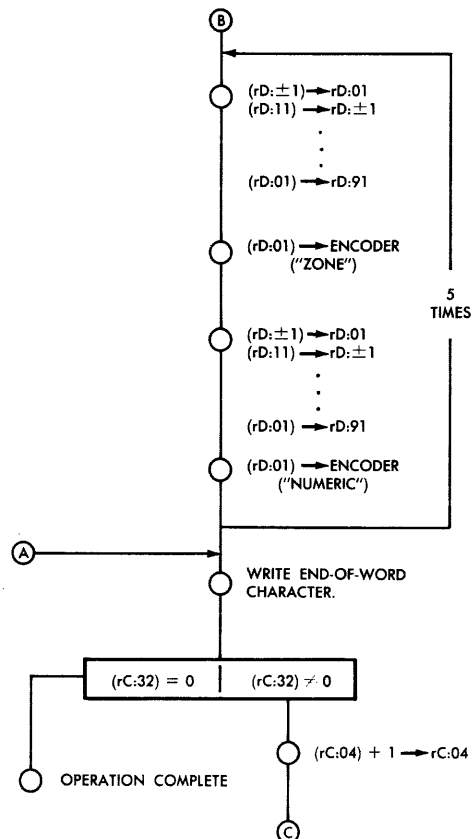 B
(rD:±1)→rD:01
(rD:11)→rD:±1
.
.
.
(rD:01)→rD:91
(rD:01)→ENCODER
("ZONE")
5
TIMES
(rD:±1)→rD:01
(rD:11)→rD:±1
.
.
.
(rD:01)→rD:91
(rD:01)→ENCODER
("NUMERIC")
A
WRITE END-OF-WORD
CHARACTER.
(rC:32) = 0 | (rC:32) ≠ 0
(rC:04) + 1→rC:04
OPERATION COMPLETE
C